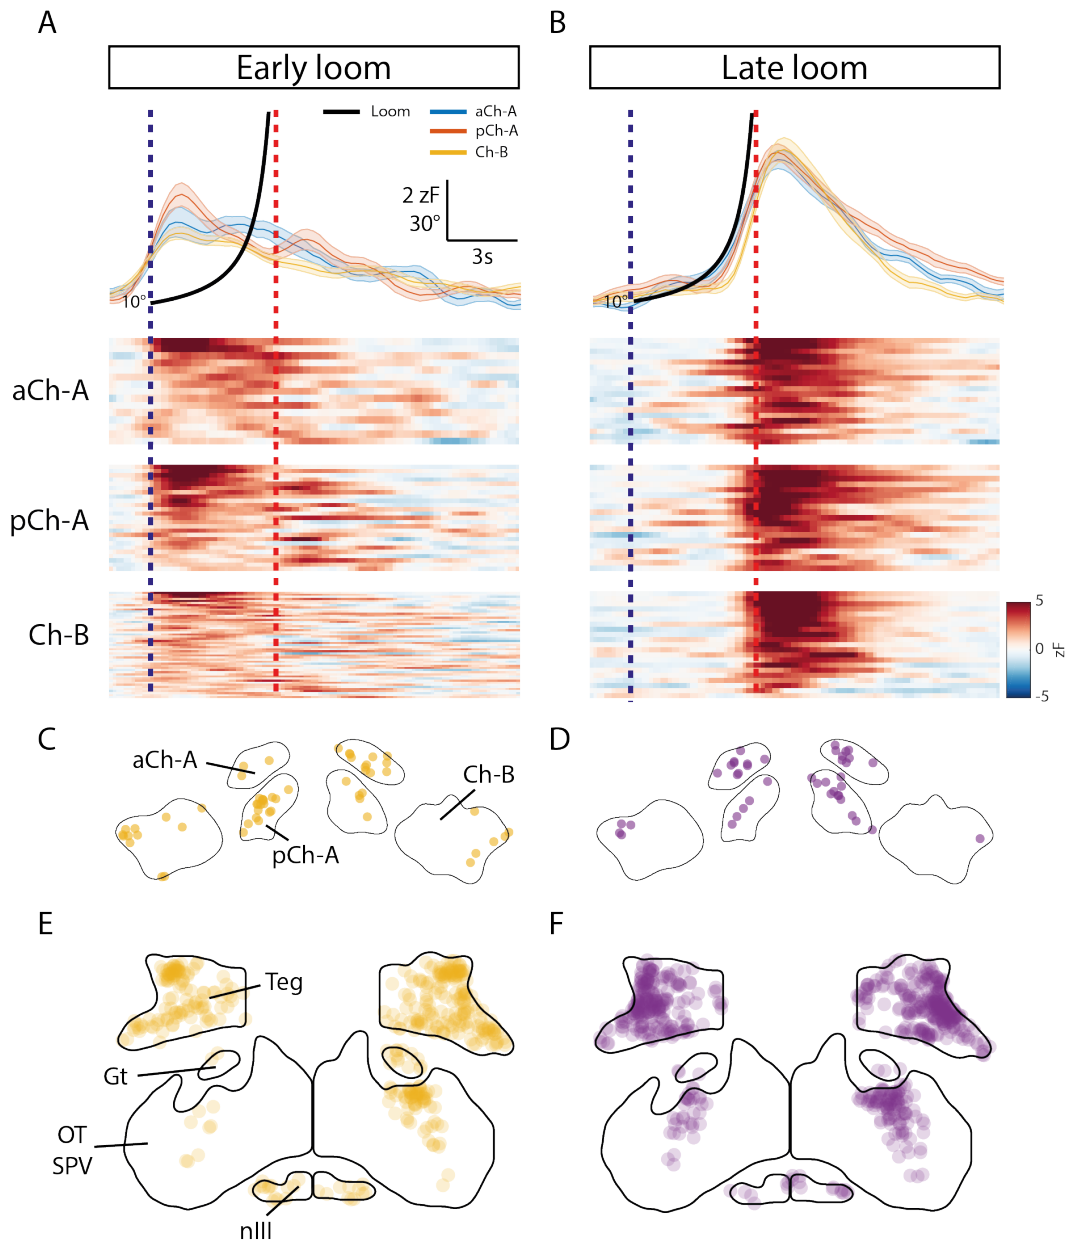 A
B
Early loom
Late loom
Loom
aCh-A
pCh-A
Ch-B
2 zF
30°
3s
10°
10°
aCh-A
pCh-A
Ch-B
5
0
-5
zF
C
D
aCh-A
Ch-B
pCh-A
E
F
Teg
Gt
OT
SPV
nIII